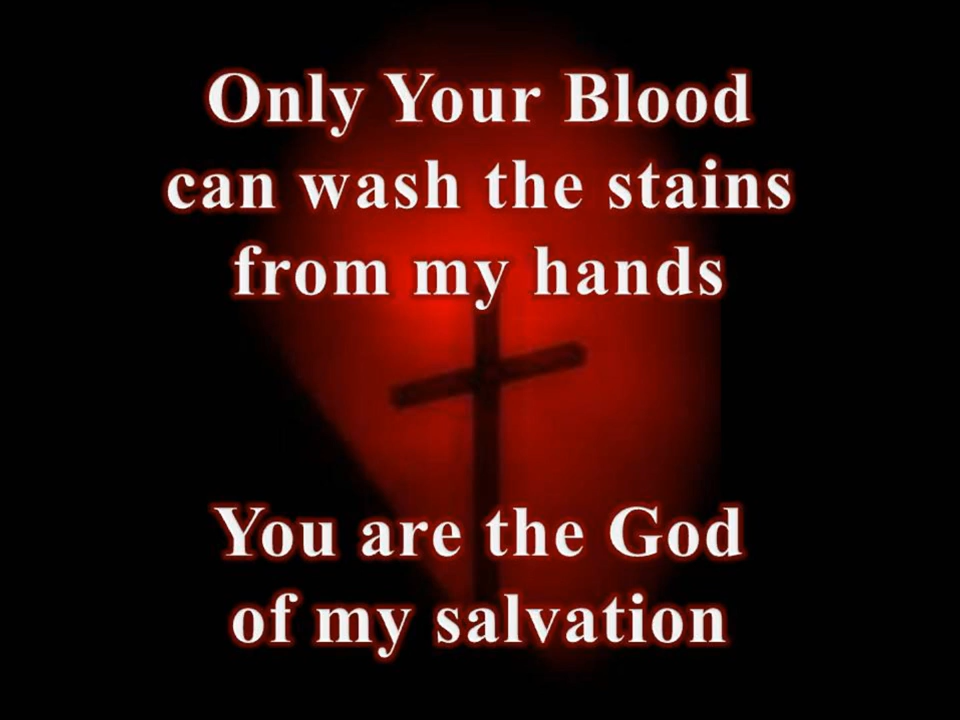 Only Your Blood
can wash the stains
from my hands
You are the God
of my salvation